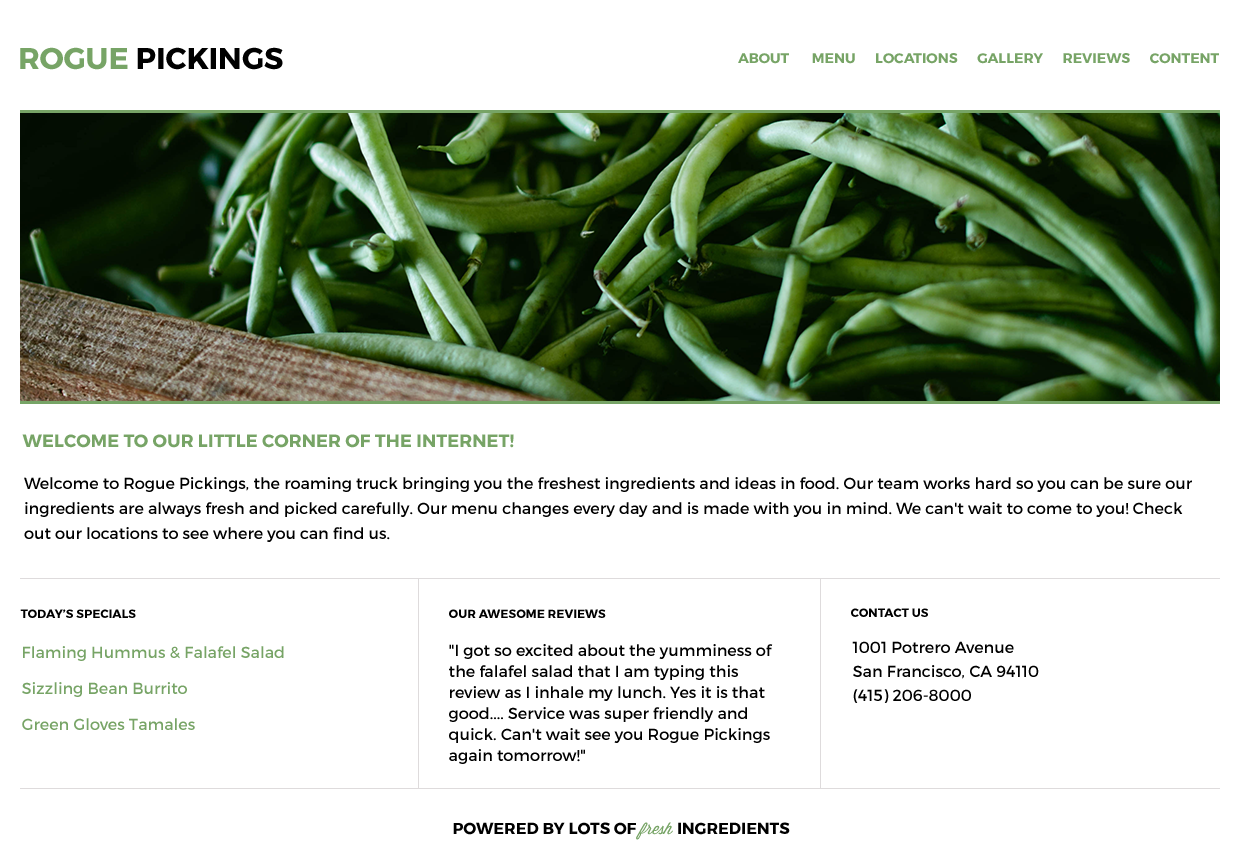 ROGUE PICKINGS
ABOUT MENU LOCATIONS GALLERY REVIEWS CONTENT
WELCOME TO OUR LITTLE CORNER OF THE INTERNET!
Welcome to Rogue Pickings, the roaming truck bringing you the freshest ingredients and ideas in food. Our team works hard so you can be sure our
ingredients are always fresh and picked carefully. Our menu changes every day and is made with you in mind. We can't wait to come to you! Check
out our locations to see where you can find us.
TODAY'S SPECIALS
Flaming Hummus & Falafel Salad
Sizzling Bean Burrito
Green Gloves Tamales
OUR AWESOME REVIEWS
"I got so excited about the yumminess of
the falafel salad that I am typing this
review as I inhale my lunch. Yes it is that
good.... Service was super friendly and
quick. Can't wait see you Rogue Pickings
again tomorrow!"
CONTACT US
1001 Potrero Avenue
San Francisco, CA 94110
(415) 206-8000
POWERED BY LOTS OF fresh INGREDIENTS